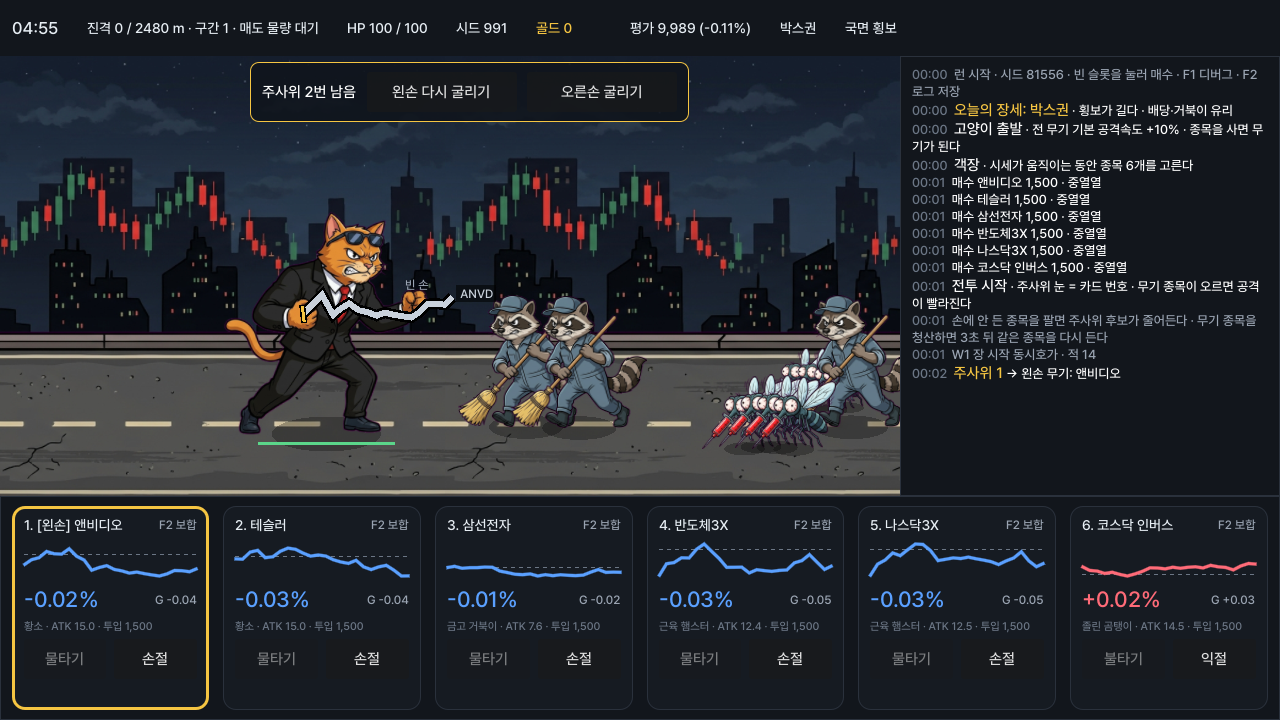 04:55 진격 0 / 2480 m · 구간 1 · 매도 물량 대기 HP 100 / 100 시드 991 골드 0 평가 9,989 (-0.11%) 박스권 국면 횡보
주사위 2번 남음 왼손 다시 굴리기 오른손 굴리기
빈 손
ANVD
00:00 런 시작 · 시드 81556 · 빈 슬롯을 눌러 매수 · F1 디버그 · F2
로그 저장
00:00 오늘의 장세: 박스권 · 횡보가 길다 · 배당·거북이 유리
00:00 고양이 출발 · 전 무기 기본 공격속도 +10% · 종목을 사면 무
기가 된다
00:00 객장 · 시세가 움직이는 동안 종목 6개를 고른다
00:01 매수 앤비디오 1,500 · 중열열
00:01 매수 테슬러 1,500 · 중열열
00:01 매수 삼선전자 1,500 · 중열열
00:01 매수 반도체3X 1,500 · 중열열
00:01 매수 나스닥3X 1,500 · 중열열
00:01 매수 코스닥 인버스 1,500 · 중열열
00:01 전투 시작 · 주사위 눈 = 카드 번호 · 무기 종목이 오르면 공격
이 빨라진다
00:01 손에 안 든 종목을 팔면 주사위 후보가 줄어든다 · 무기 종목을
청산하면 3초 뒤 같은 종목을 다시 든다
00:01 W1 장 시작 동시호가 · 적 14
00:02 주사위 1 → 왼손 무기: 앤비디오
1. [왼손] 앤비디오 F2 보합
-0.02% G -0.04
황소 · ATK 15.0 · 투입 1,500
물타기 손절
2. 테슬러 F2 보합
-0.03% G -0.04
황소 · ATK 15.0 · 투입 1,500
물타기 손절
3. 삼선전자 F2 보합
-0.01% G -0.02
금고 거북이 · ATK 7.6 · 투입 1,500
물타기 손절
4. 반도체3X F2 보합
-0.03% G -0.05
근육 햄스터 · ATK 12.4 · 투입 1,500
물타기 손절
5. 나스닥3X F2 보합
-0.03% G -0.05
근육 햄스터 · ATK 12.5 · 투입 1,500
물타기 손절
6. 코스닥 인버스 F2 보합
+0.02% G +0.03
졸린 곰탱이 · ATK 14.5 · 투입 1,500
불타기 익절